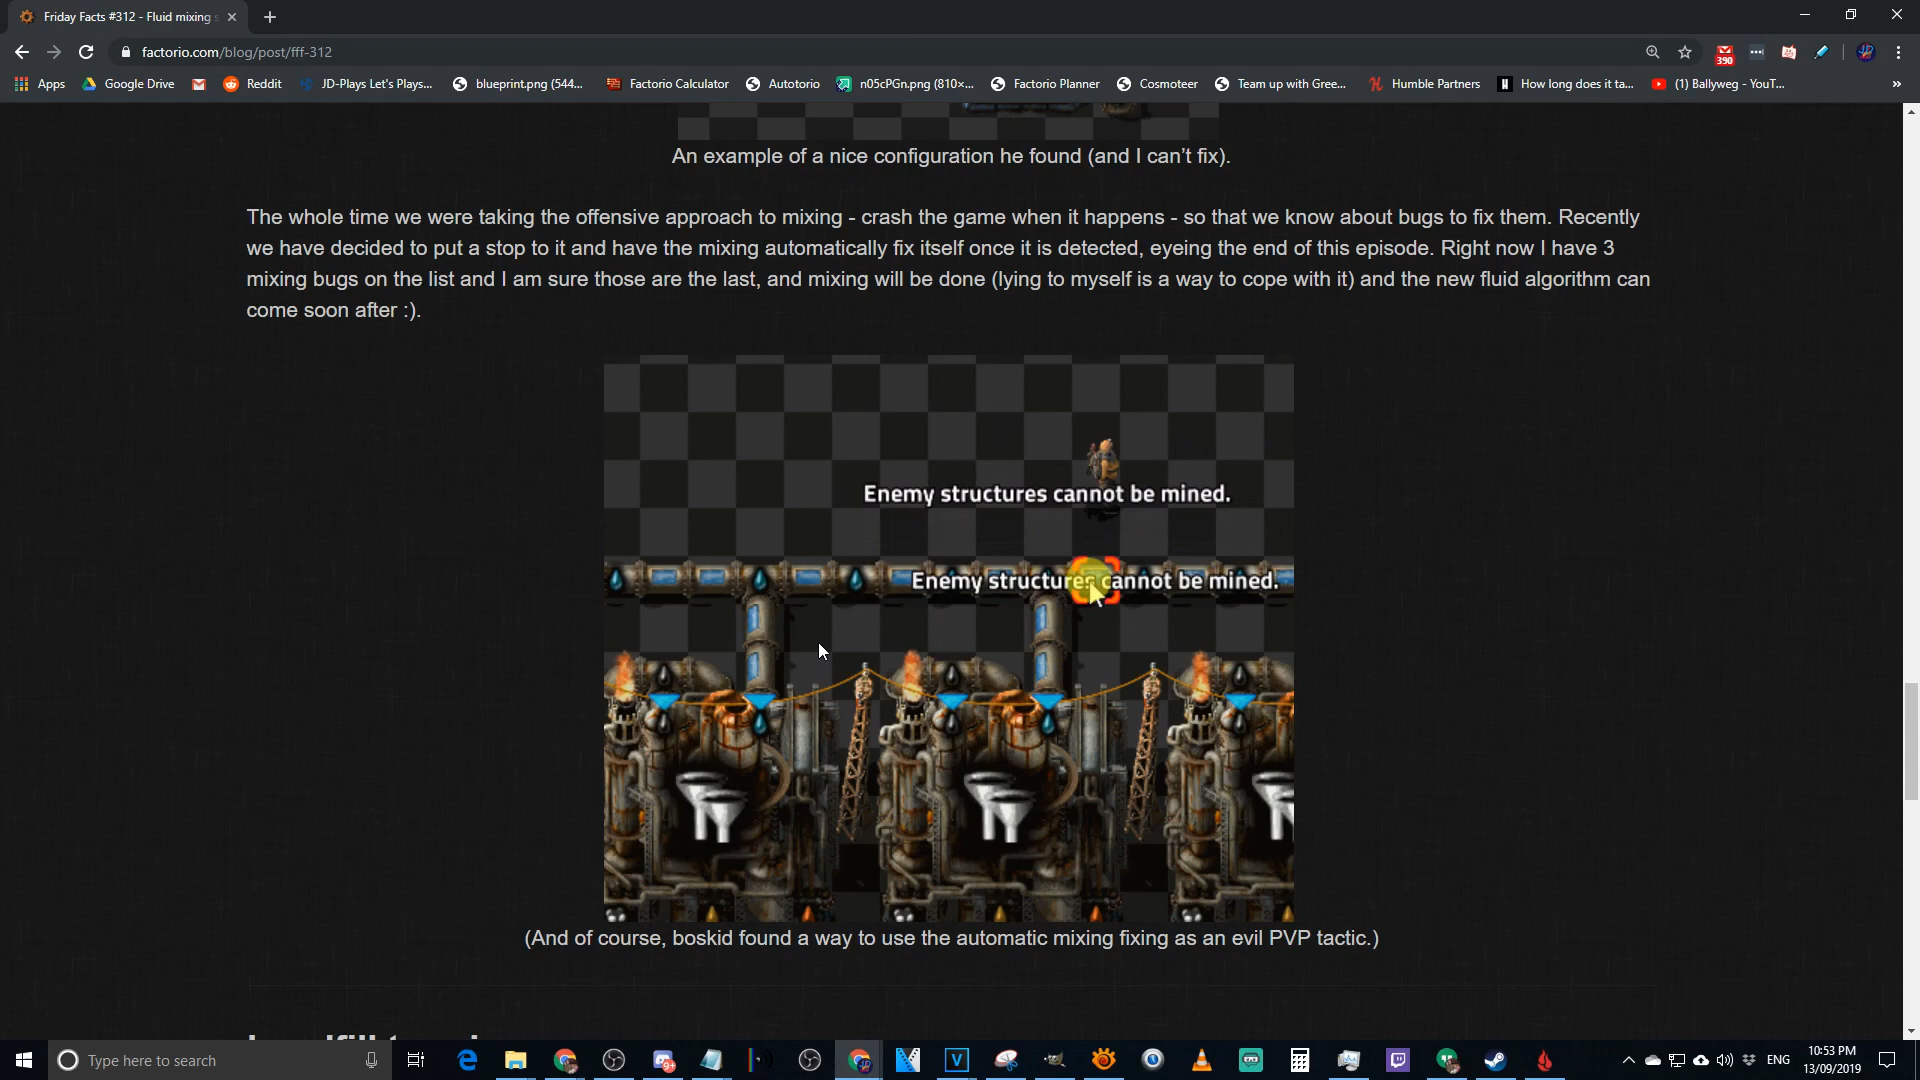 Friday Facts #312 - Fluid mixing s
factorio.com/blog/post/fff-312
390
Apps Google Drive Reddit JD-Plays Let's Plays... blueprint.png (544... Factorio Calculator Autotorio n05cPGn.png (810×... Factorio Planner Cosmoteer Team up with Gree... Humble Partners How long does it ta... (1) Ballyweg - YouT... »
An example of a nice configuration he found (and I can’t fix).
The whole time we were taking the offensive approach to mixing - crash the game when it happens - so that we know about bugs to fix them. Recently
we have decided to put a stop to it and have the mixing automatically fix itself once it is detected, eyeing the end of this episode. Right now I have 3
mixing bugs on the list and I am sure those are the last, and mixing will be done (lying to myself is a way to cope with it) and the new fluid algorithm can
come soon after :).
Enemy structures cannot be mined.
Enemy structures cannot be mined.
(And of course, boskid found a way to use the automatic mixing fixing as an evil PVP tactic.)
Type here to search
9+
ENG
10:53 PM
13/09/2019